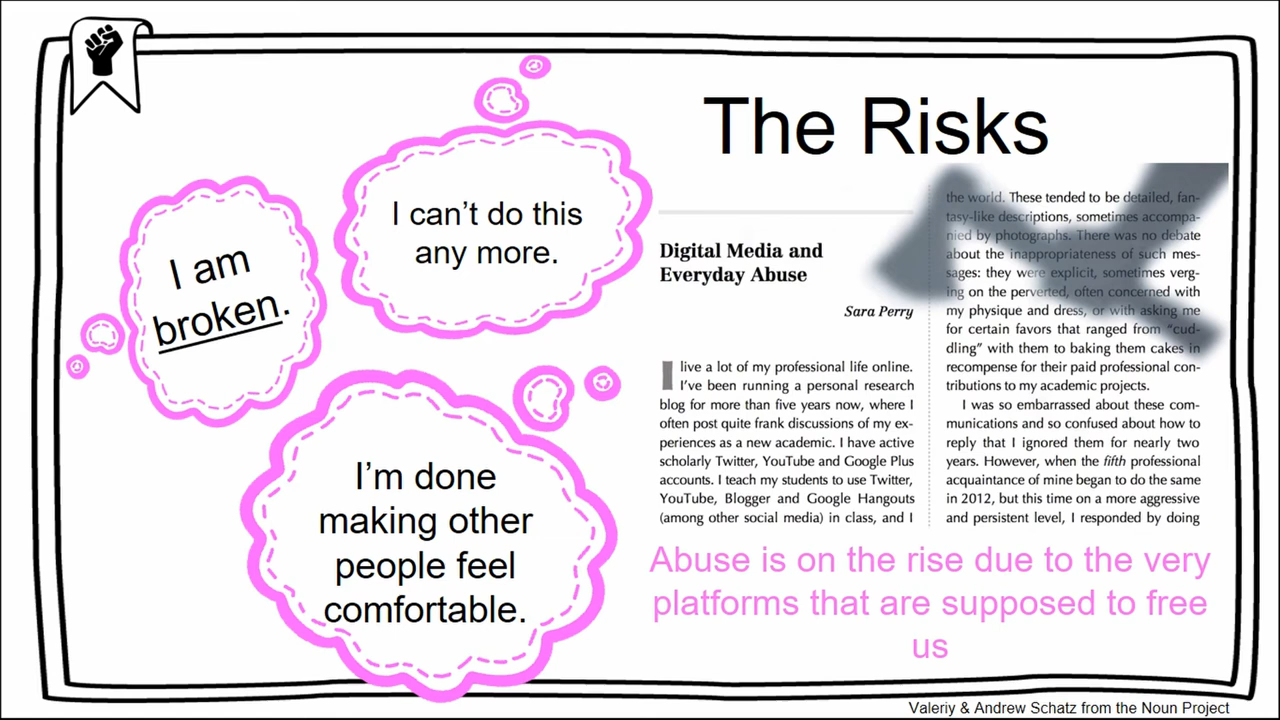 The Risks
I am
broken.
I can't do this
any more.
I'm done
making other
people feel
comfortable.
Digital Media and
Everyday Abuse
Sara Perry
I live a lot of my professional life online.
I've been running a personal research
blog for more than five years now, where I
often post quite frank discussions of my ex-
periences as a new academic. I have active
scholarly Twitter, YouTube and Google Plus
accounts. I teach my students to use Twitter,
YouTube, Blogger and Google Hangouts
(among other social media) in class, and I
the world. These tended to be detailed, fan-
tasy-like descriptions, sometimes accompa-
nied by photographs. There was no debate
about the inappropriateness of such mes-
sages: they were explicit, sometimes verg-
ing on the perverted, often concerned with
my physique and dress, or with asking me
for certain favors that ranged from “cud-
dling” with them to baking them cakes in
recompense for their paid professional con-
tributions to my academic projects.
I was so embarrassed about these com-
munications and so confused about how to
reply that I ignored them for nearly two
years. However, when the fifth professional
acquaintance of mine began to do the same
in 2012, but this time on a more aggressive
and persistent level, I responded by doing
Abuse is on the rise due to the very
platforms that are supposed to free
us
Valeriy & Andrew Schatz from the Noun Project